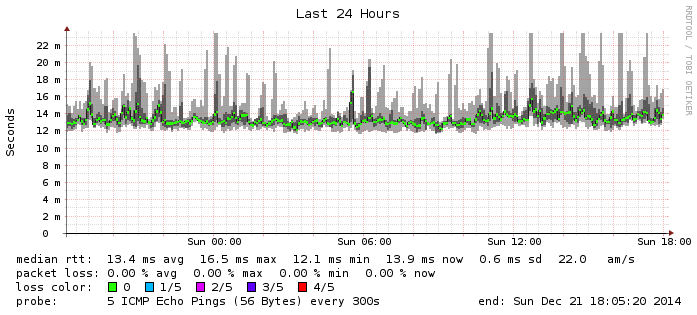 Last 24 Hours
RRDTOOL / TOBI OETIKER
Seconds
22 m
20 m
18 m
16 m
14 m
12 m
10 m
8 m
6 m
4 m
2 m
0
Sun 00:00 Sun 06:00 Sun 12:00 Sun 18:00
median rtt: 13.4 ms avg 16.5 ms max 12.1 ms min 13.9 ms now 0.6 ms sd 22.0 am/s
packet loss: 0.00 % avg 0.00 % max 0.00 % min 0.00 % now
loss color: 0 1/5 2/5 3/5 4/5
probe: 5 ICMP Echo Pings (56 Bytes) every 300s end: Sun Dec 21 18:05:20 2014